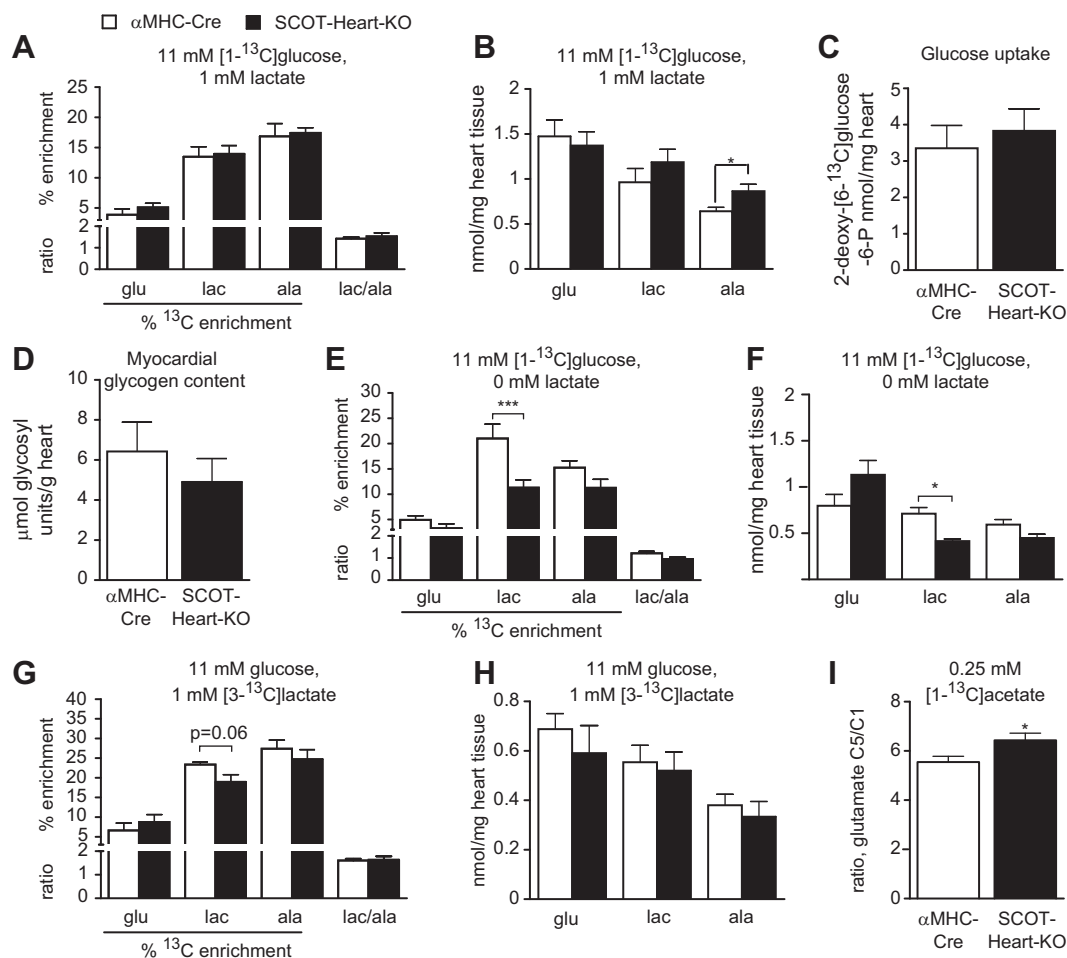 αMHC-Cre SCOT-Heart-KO
A
11 mM [1-13C]glucose,
1 mM lactate
% enrichment
ratio
25
20
15
10
5
2
1
0
glu lac ala lac/ala
% 13C enrichment
B
11 mM [1-13C]glucose,
1 mM lactate
nmol/mg heart tissue
2
1.5
1
0.5
0
*
glu lac ala
C
Glucose uptake
2-deoxy-[6-13C]glucose
-6-P nmol/mg heart
5
4
3
2
1
0
αMHC- SCOT-
Cre Heart-KO
D
Myocardial
glycogen content
μmol glycosyl
units/g heart
10
8
6
4
2
0
αMHC- SCOT-
Cre Heart-KO
E
11 mM [1-13C]glucose,
0 mM lactate
% enrichment
ratio
30
25
20
15
10
5
2
1
0
***
glu lac ala lac/ala
% 13C enrichment
F
11 mM [1-13C]glucose,
0 mM lactate
nmol/mg heart tissue
2
1.5
1
0.5
*
glu lac ala
G
11 mM glucose,
1 mM [3-13C]lactate
% enrichment
ratio
40
35
30
25
20
15
10
5
2
1
0
p=0.06
glu lac ala lac/ala
% 13C enrichment
H
11 mM glucose,
1 mM [3-13C]lactate
nmol/mg heart tissue
0.8
0.6
0.4
0.2
0
glu lac ala
I
0.25 mM
[1-13C]acetate
ratio, glutamate C5/C1
8
6
4
2
0
*
αMHC- SCOT-
Cre Heart-KO